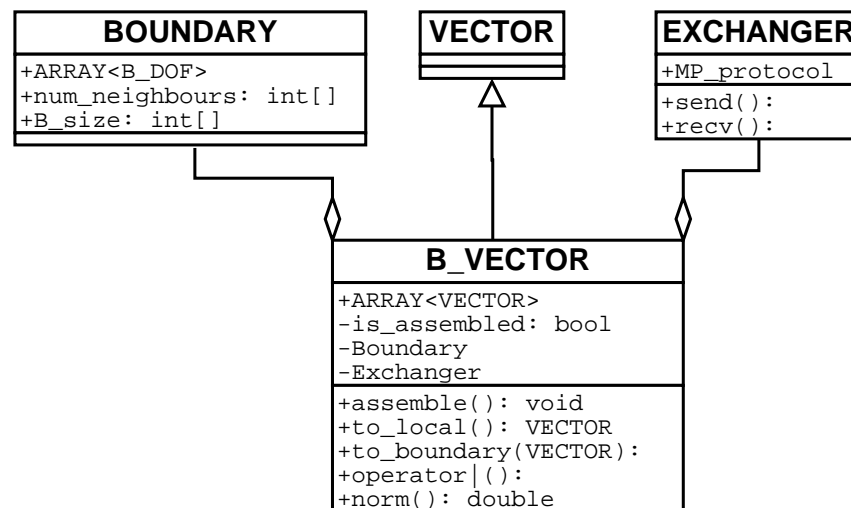 BOUNDARY
+ARRAY<B_DOF>
+num_neighbours: int[]
+B_size: int[]
VECTOR
EXCHANGER
+MP_protocol
+send():
+recv():
B_VECTOR
+ARRAY<VECTOR>
-is_assembled: bool
-Boundary
-Exchanger
+assemble(): void
+to_local(): VECTOR
+to_boundary(VECTOR):
+operator|():
+norm(): double